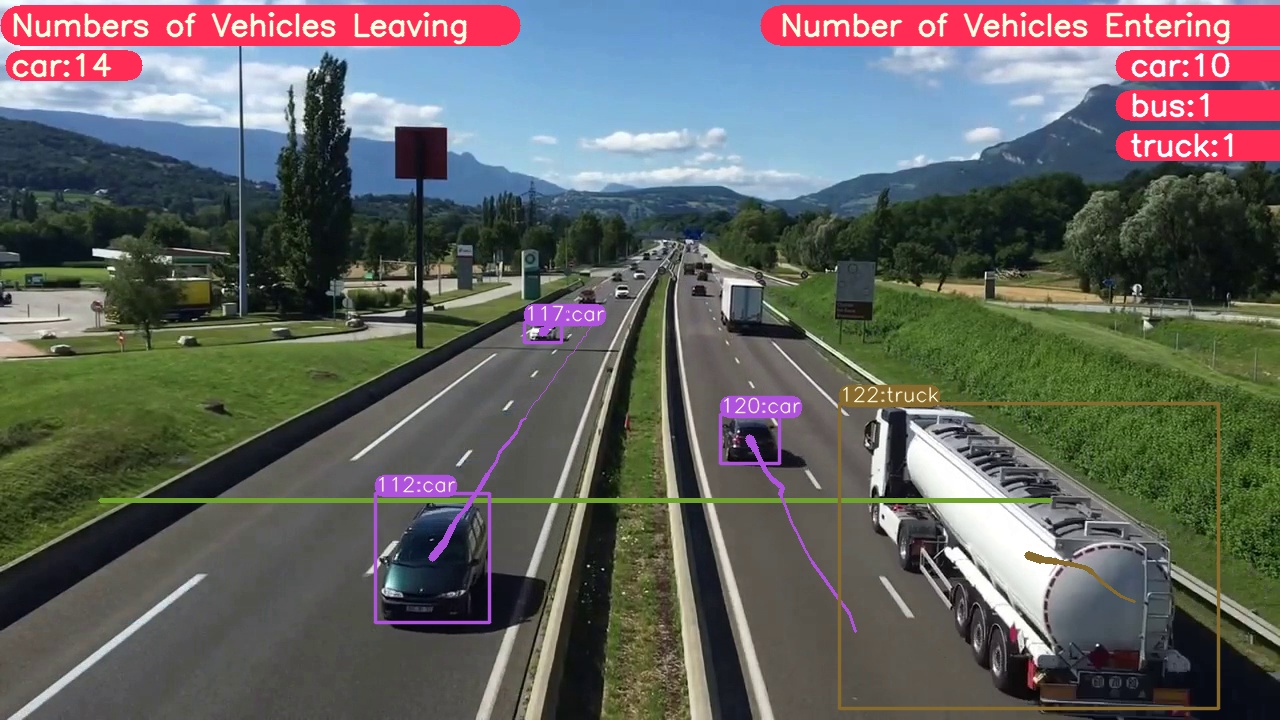 Numbers of Vehicles Leaving
Number of Vehicles Entering
car:14
car:10
bus:1
truck:1
117:car
122:truck
120:car
112:car